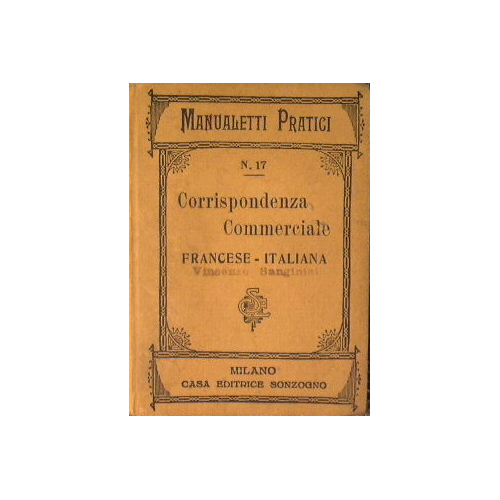 MANUALETTI PRATICI
N. 17
Corrispondenza
Commerciale
FRANCESE - ITALIANA
Vincenzo
MILANO
CASA EDITRICE SONZOGNO